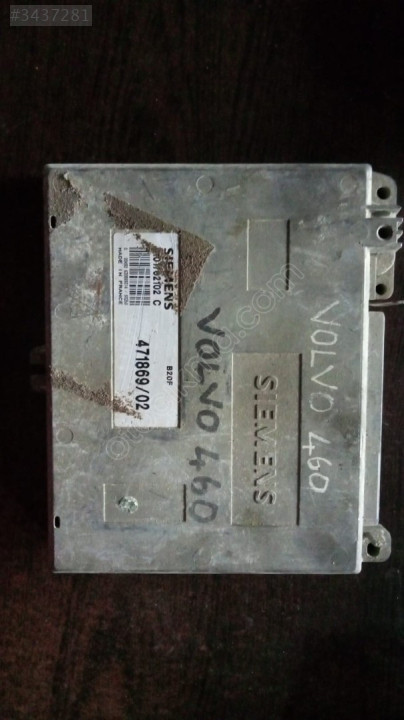 #3437281
SIEMENS
MADE IN FRANCE
B20F
471869/02
VOLVO 460
SIEMENS
VOLVO 460